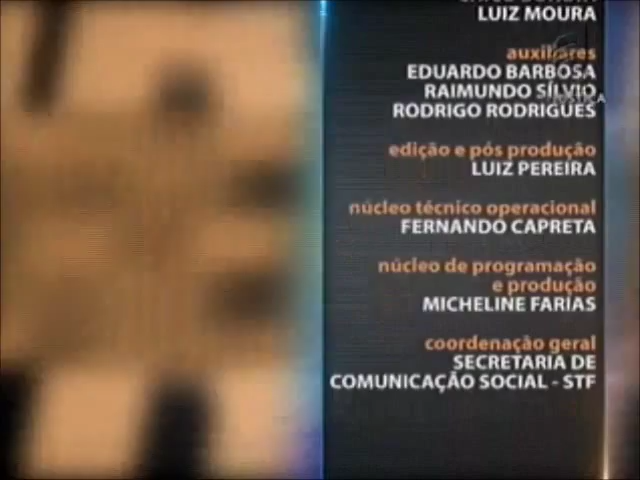 LUIZ MOURA
auxiliares
EDUARDO BARBOSA
RAIMUNDO SÍLVIO
RODRIGO RODRIGUES
edição e pós produção
LUIZ PEREIRA
núcleo técnico operacional
FERNANDO CAPRETA
núcleo de programação
e produção
MICHELINE FARIAS
coordenação geral
SECRETARIA DE
COMUNICAÇÃO SOCIAL - STF